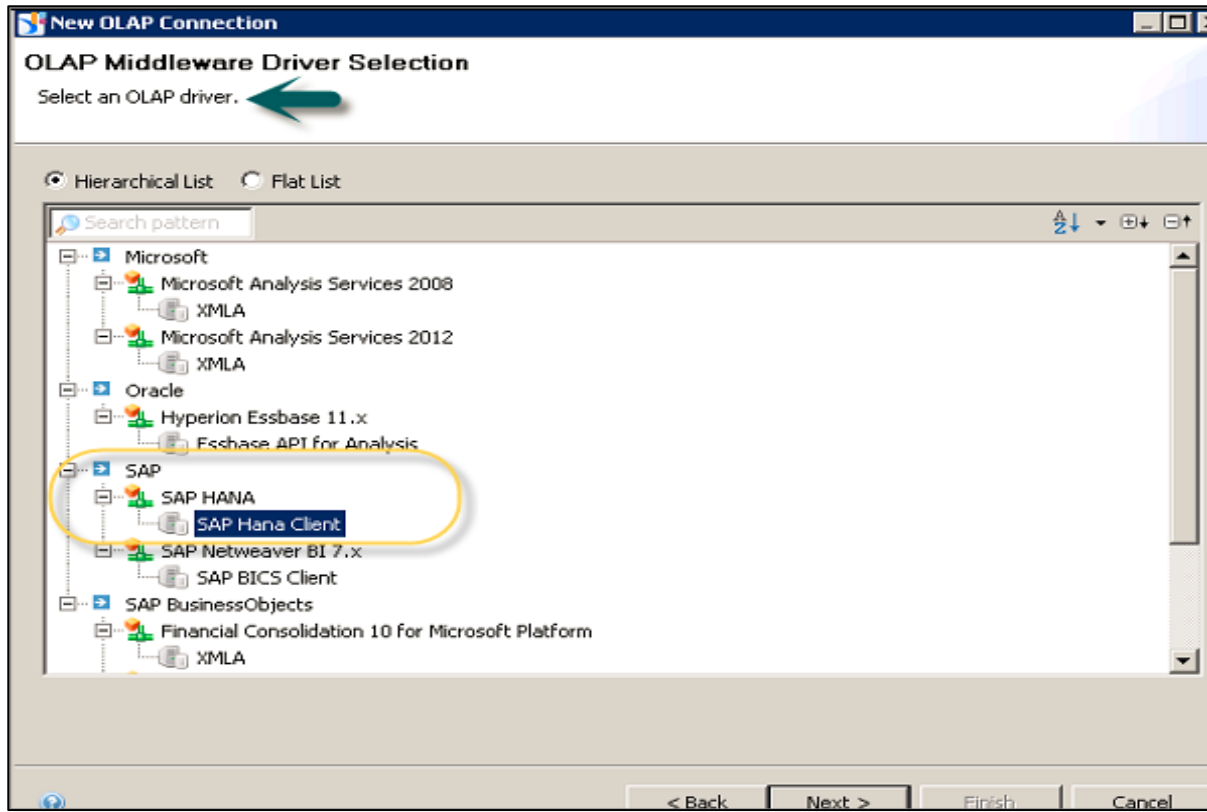 New OLAP Connection
OLAP Middleware Driver Selection
Select an OLAP driver.
Hierarchical List Flat List
Search pattern
Microsoft
Microsoft Analysis Services 2008
XMLA
Microsoft Analysis Services 2012
XMLA
Oracle
Hyperion Essbase 11.x
Essbase API for Analysis
SAP
SAP HANA
SAP Hana Client
SAP Netweaver BI 7.x
SAP BICS Client
SAP BusinessObjects
Financial Consolidation 10 for Microsoft Platform
XMLA
< Back Next > Finish Cancel